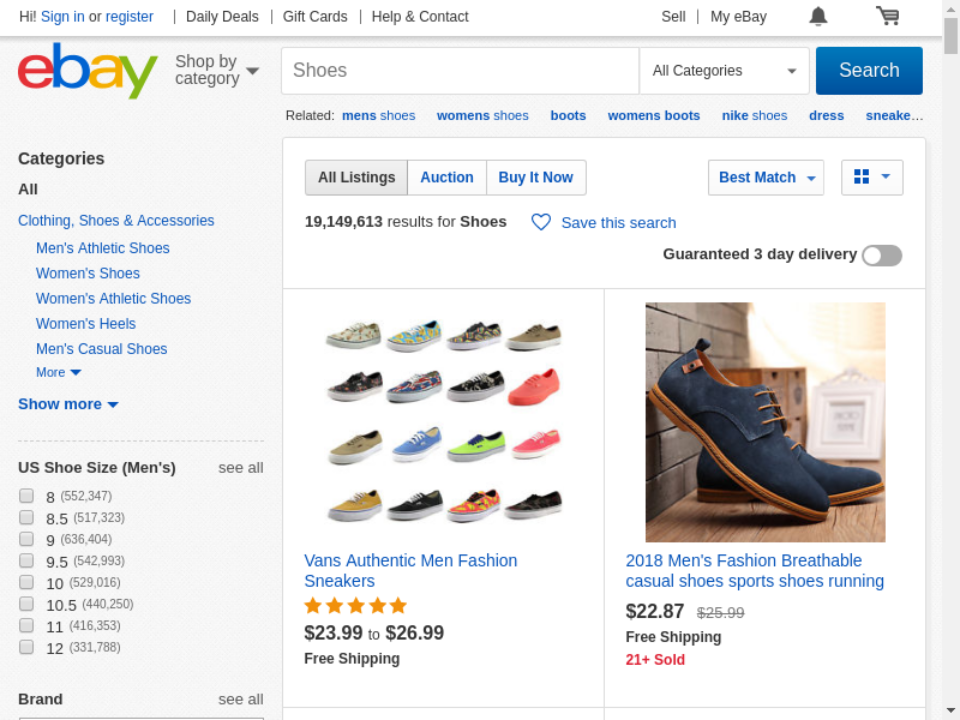 Hi! Sign in or register
Daily Deals
Gift Cards
Help & Contact
Sell
My eBay
ebay
Shop by
category
Shoes
All Categories
Search
Related: mens shoes womens shoes boots womens boots nike shoes dress sneake…
Categories
All
Clothing, Shoes & Accessories
Men's Athletic Shoes
Women's Shoes
Women's Athletic Shoes
Women's Heels
Men's Casual Shoes
More
Show more
US Shoe Size (Men's) see all
8 (552,347)
8.5 (517,323)
9 (636,404)
9.5 (542,993)
10 (529,016)
10.5 (440,250)
11 (416,353)
12 (331,788)
Brand see all
All Listings
Auction
Buy It Now
Best Match
19,149,613 results for Shoes
Save this search
Guaranteed 3 day delivery
Vans Authentic Men Fashion
Sneakers
$23.99 to $26.99
Free Shipping
2018 Men's Fashion Breathable
casual shoes sports shoes running
$22.87 $25.99
Free Shipping
21+ Sold